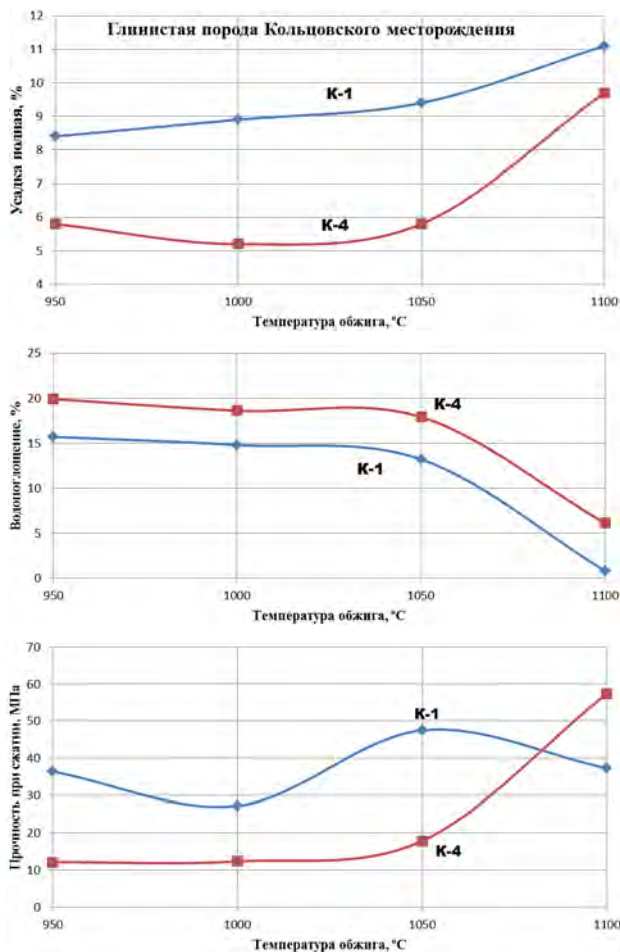 Глинистая порода Кольцовского месторождения
Усадка полная, %
12
11
10
9
8
7
6
5
4
К-1
К-4
950
1000
1050
1100
Температура обжига, °С
Водопоглощение, %
25
20
15
10
5
0
К-4
К-1
950
1000
1050
1100
Температура обжига, °С
Прочность при сжатии, МПа
70
60
50
40
30
20
10
0
К-1
К-4
950
1000
1050
1100
Температура обжига, °С